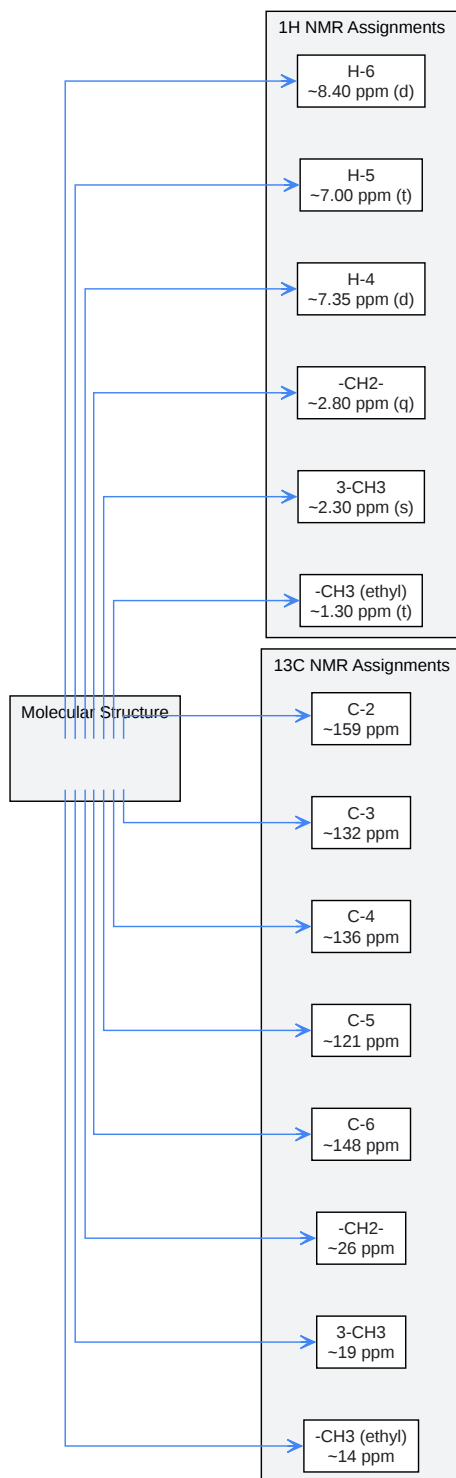 1H NMR Assignments
H-6
~8.40 ppm (d)
H-5
~7.00 ppm (t)
H-4
~7.35 ppm (d)
-CH2-
~2.80 ppm (q)
3-CH3
~2.30 ppm (s)
-CH3 (ethyl)
~1.30 ppm (t)
13C NMR Assignments
Molecular Structure
C-2
~159 ppm
C-3
~132 ppm
C-4
~136 ppm
C-5
~121 ppm
C-6
~148 ppm
-CH2-
~26 ppm
3-CH3
~19 ppm
-CH3 (ethyl)
~14 ppm